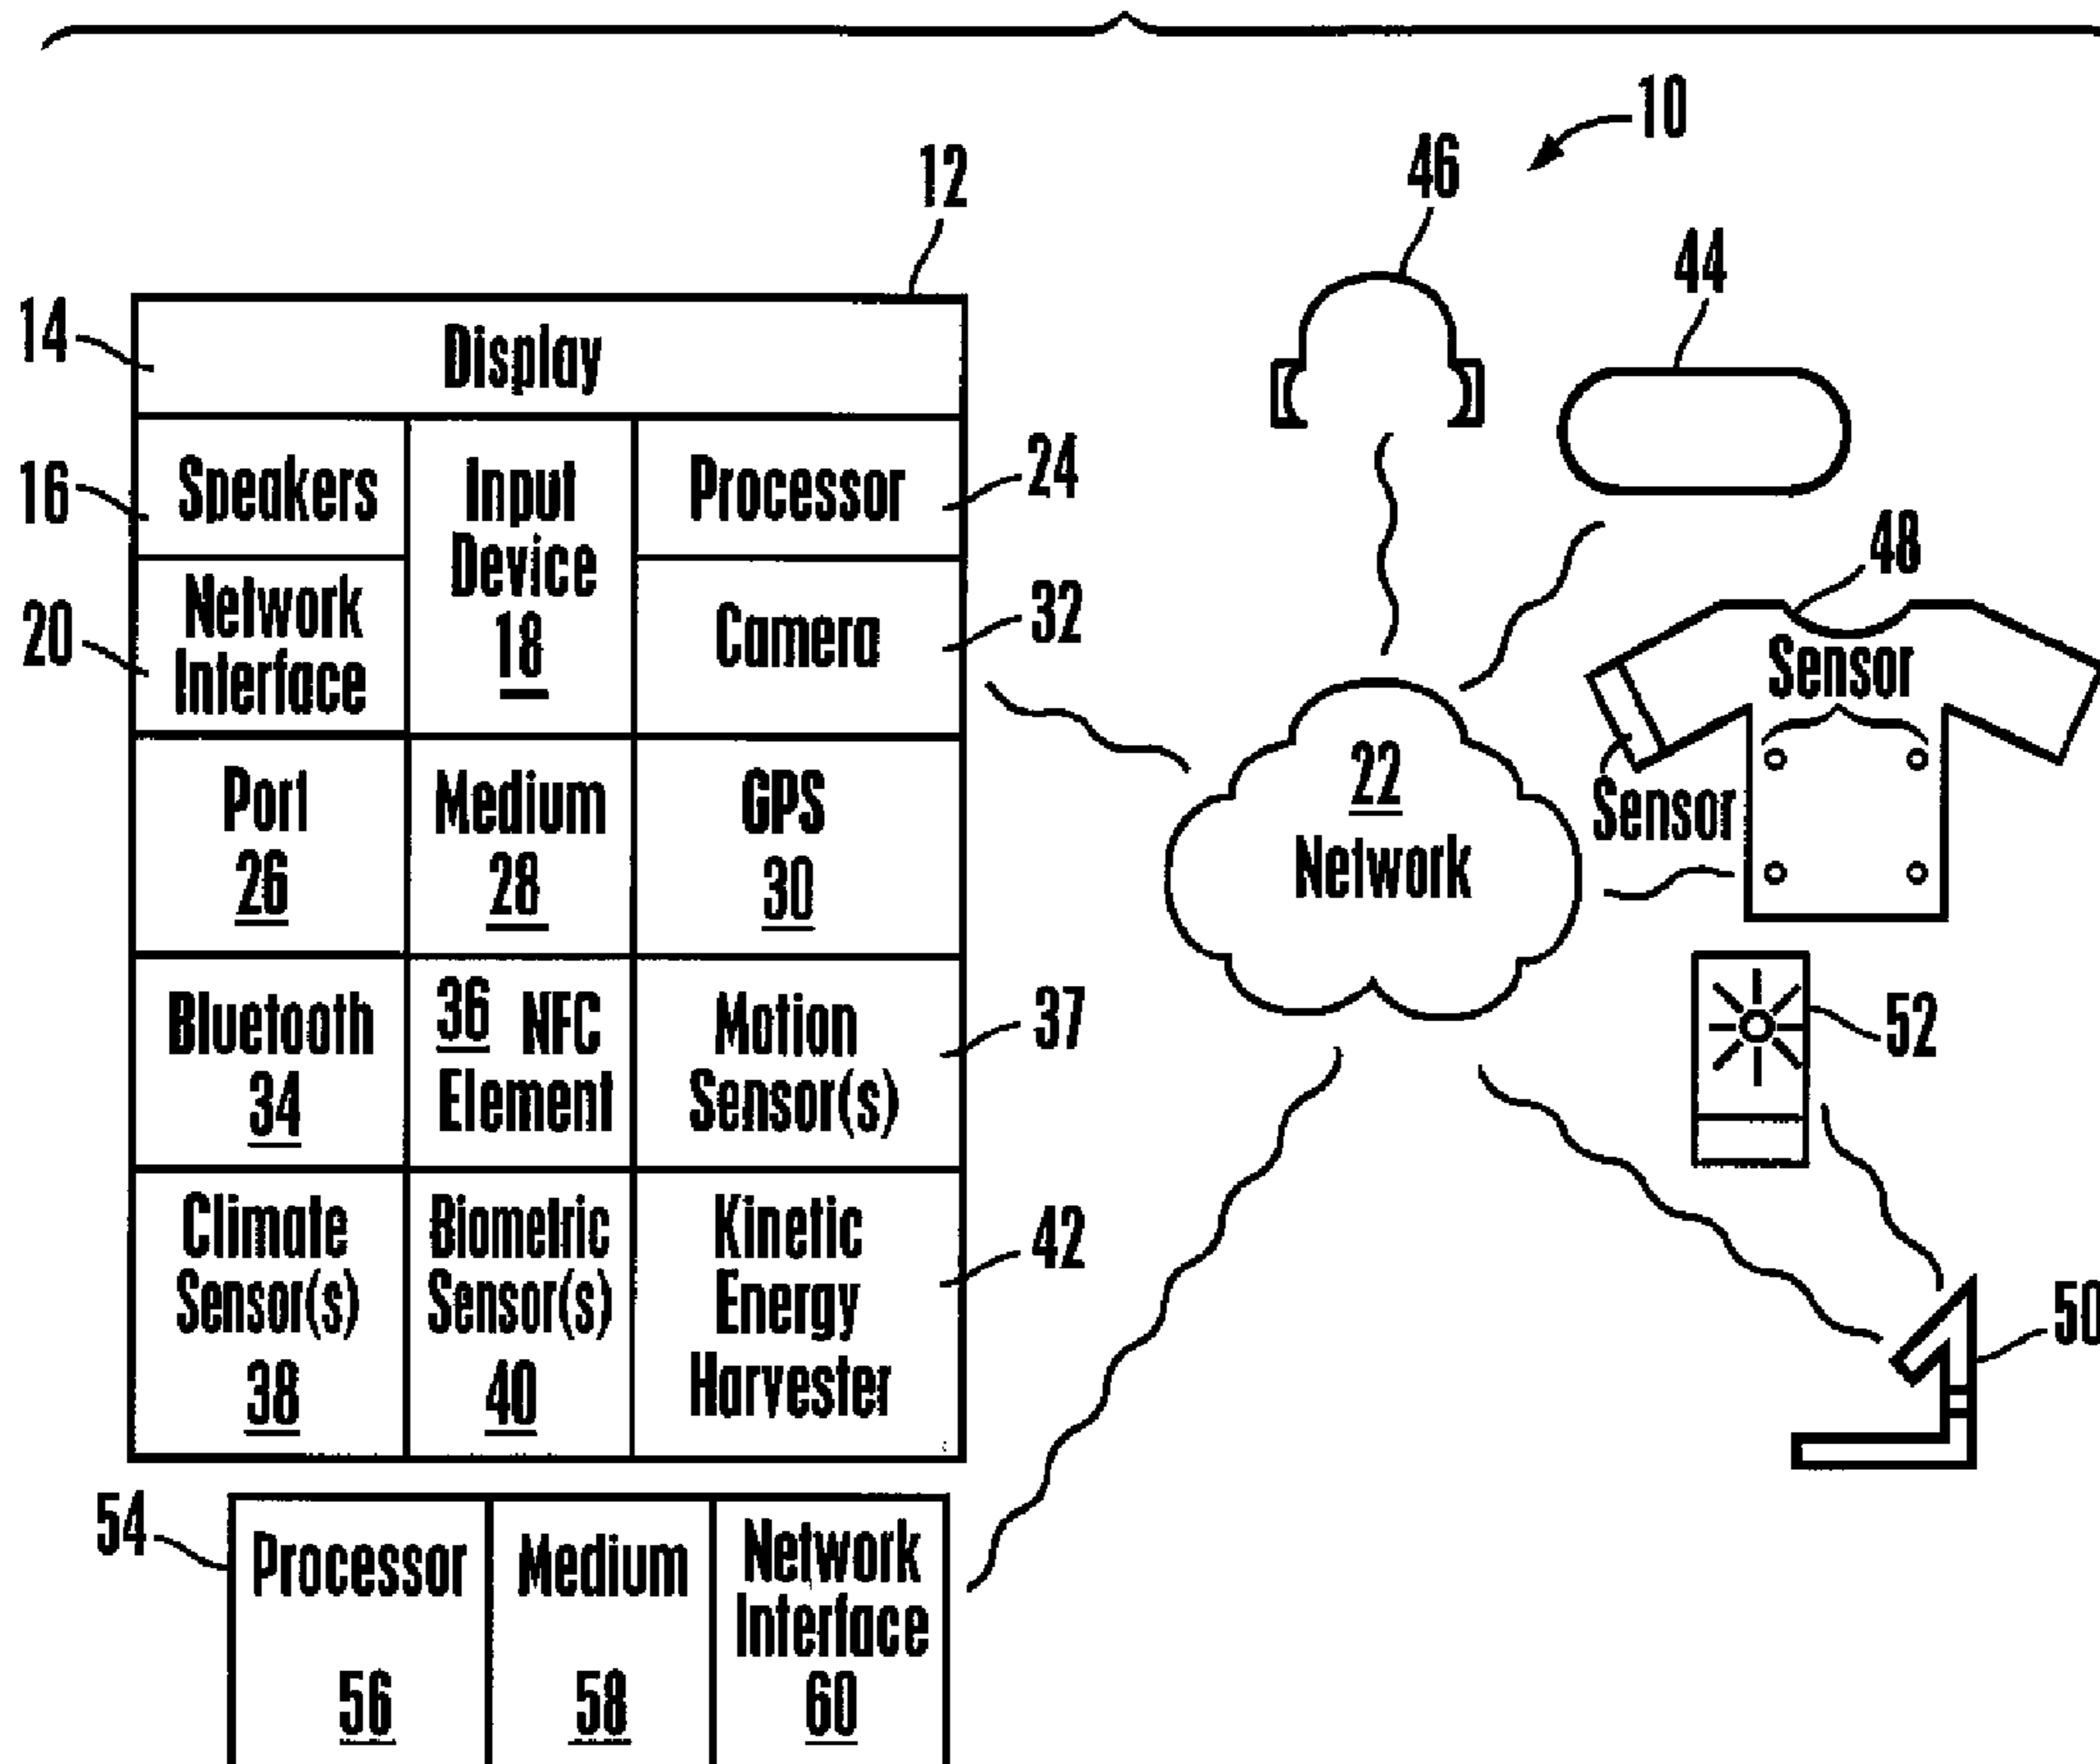 10
46
12
44
14
Display
16
Speakers
Input
Device
18
Processor
24
48
20
Network
Interface
Camera
32
Sensor
Sensor
22
Network
Port
26
Medium
28
GPS
30
Bluetooth
34
36 NFC
Element
Motion
Sensor(s)
37
52
Climate
Sensor(s)
38
Biometric
Sensor(s)
40
Kinetic
Energy
Harvester
42
50
54
Processor
56
Medium
58
Network
Interface
60